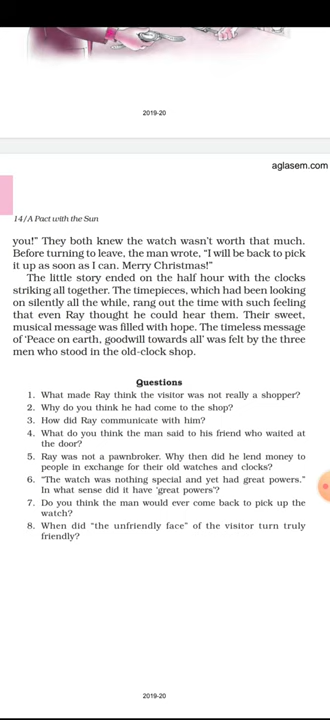 2019-20
aglasem.com
14/A Pact with the Sun
you!” They both knew the watch wasn’t worth that much.
Before turning to leave, the man wrote, “I will be back to pick
it up as soon as I can. Merry Christmas!”
The little story ended on the half hour with the clocks
striking all together. The timepieces, which had been looking
on silently all the while, rang out the time with such feeling
that even Ray thought he could hear them. Their sweet,
musical message was filled with hope. The timeless message
of ‘Peace on earth, goodwill towards all’ was felt by the three
men who stood in the old-clock shop.
Questions
1. What made Ray think the visitor was not really a shopper?
2. Why do you think he had come to the shop?
3. How did Ray communicate with him?
4. What do you think the man said to his friend who waited at
the door?
5. Ray was not a pawnbroker. Why then did he lend money to
people in exchange for their old watches and clocks?
6. “The watch was nothing special and yet had great powers.”
In what sense did it have ‘great powers’?
7. Do you think the man would ever come back to pick up the
watch?
8. When did “the unfriendly face” of the visitor turn truly
friendly?
2019-20